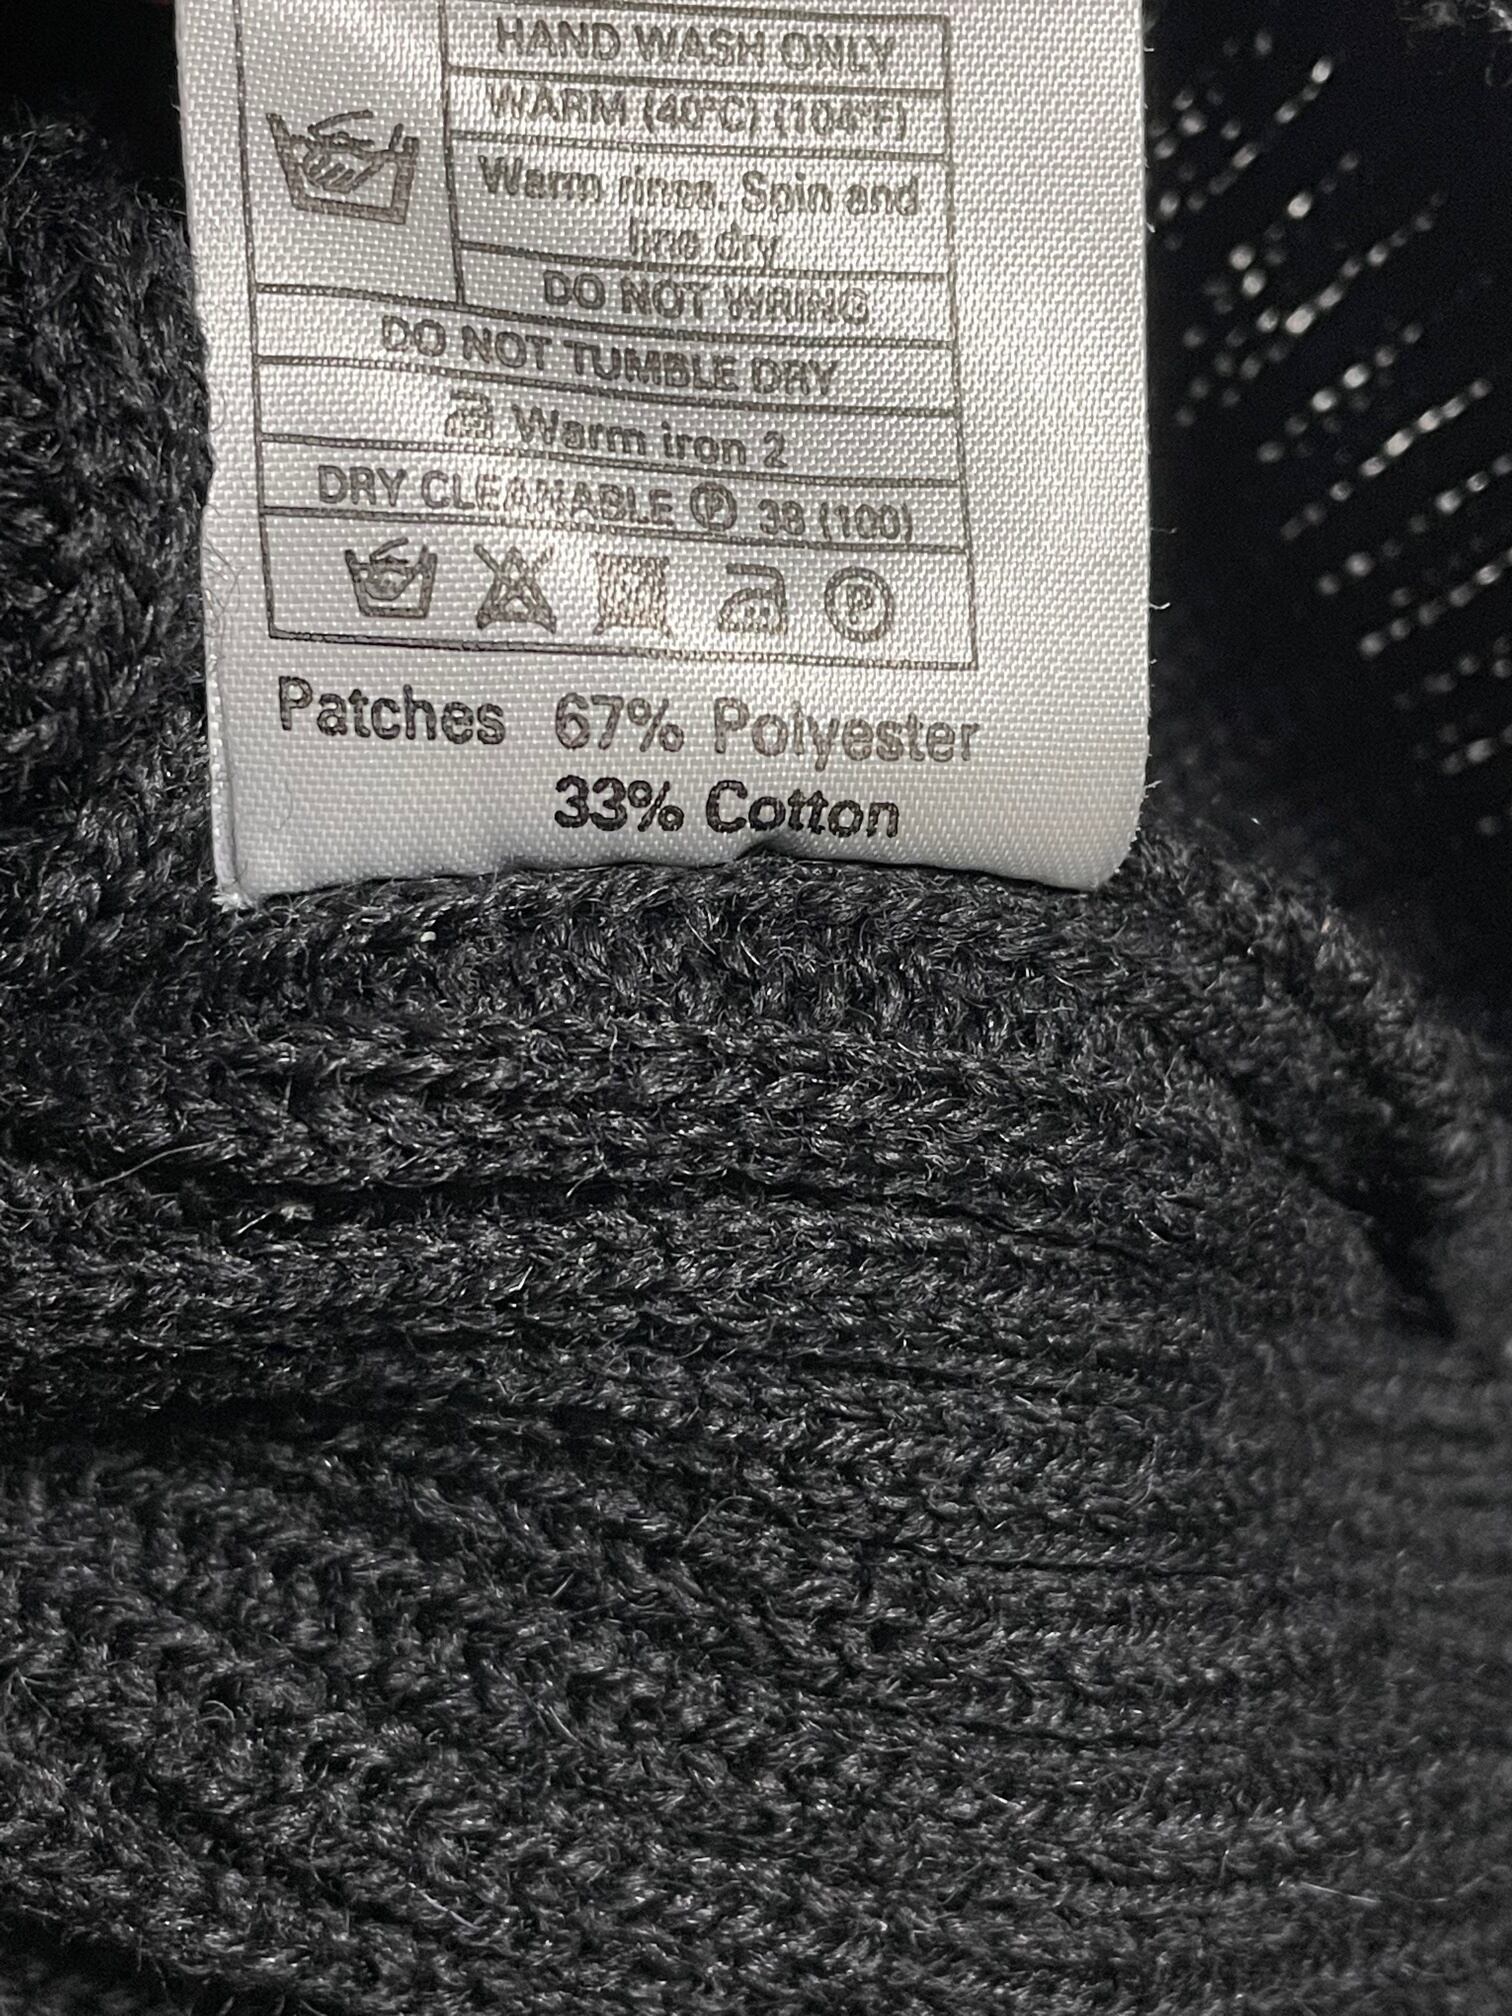 HAND WASH ONLY
WARM (40°C) (104°F)
Warm rinse. Spin and
line dry
DO NOT WRING
DO NOT TUMBLE DRY
Warm iron 2
DRY CLEANABLE Ⓟ 38 (100)
P
Patches 67% Polyester
33% Cotton